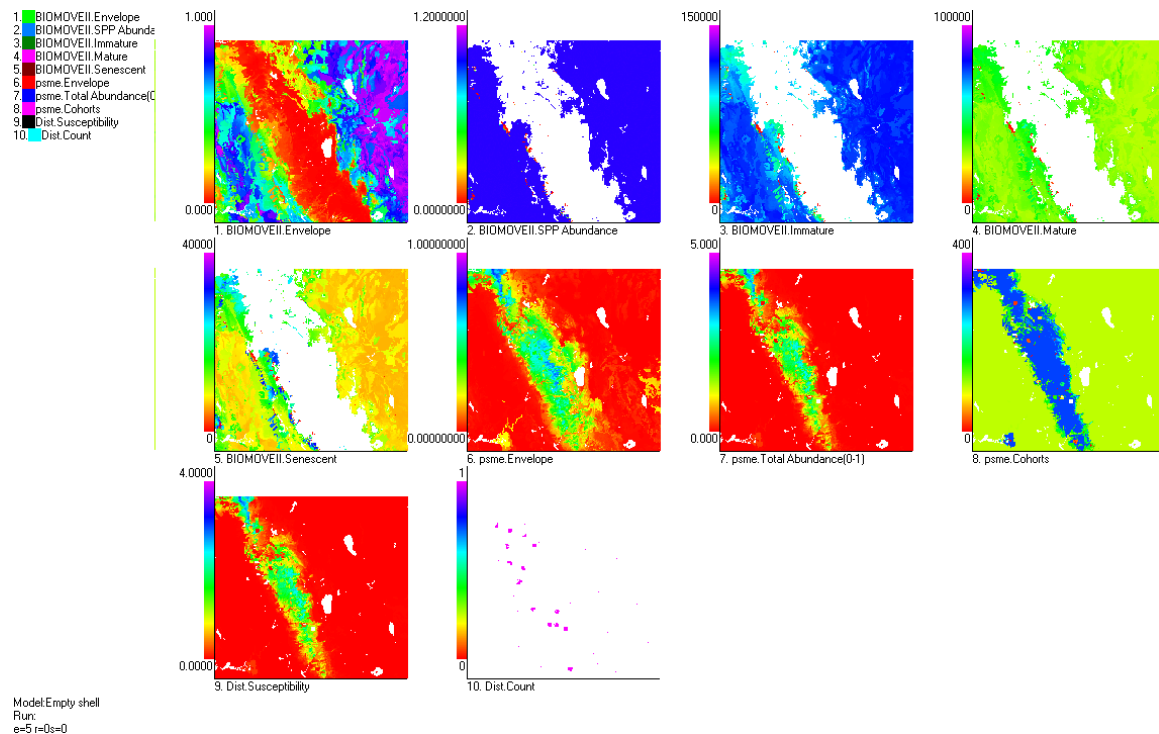 1. BIOMOVEII.Envelope
2. BIOMOVEII.SPP Abunda
3. BIOMOVEII.Immature
4. BIOMOVEII.Mature
5. BIOMOVEII.Senescent
6. psme.Envelope
7. psme.Total Abundance(0
8. psme.Cohorts
9. Dist.Susceptibility
10. Dist.Count
1.000
0.000
1. BIOMOVEII.Envelope
1.2000000
0.0000000
2. BIOMOVEII.SPP Abundance
150000
0
3. BIOMOVEII.Immature
100000
0
4. BIOMOVEII.Mature
40000
0
5. BIOMOVEII.Senescent
1.00000000
0.00000000
6. psme.Envelope
5.000
0.000
7. psme.Total Abundance(0-1)
400
0
8. psme.Cohorts
4.0000
0.0000
9. Dist.Susceptibility
1
0
10. Dist.Count
Model:Empty shell
Run:
e=5 r=0s=0